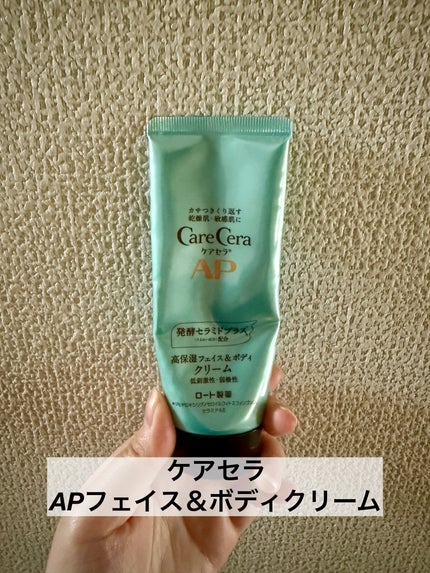 カサつきくり返す
乾燥肌・敏感肌に
CareCera
ケアセラ®
AP
発酵セラミドプラス
配合
高保湿フェイス&ボディ
クリーム
低刺激性・弱酸性
ロート製薬
ケアセラ
APフェイス&ボディクリーム